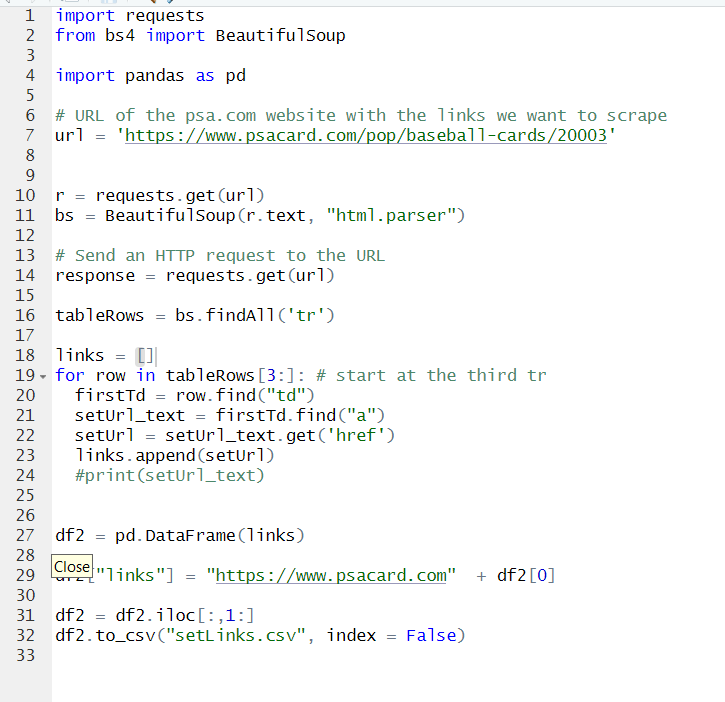 1 import requests
2 from bs4 import BeautifulSoup
3
4 import pandas as pd
5
6 # URL of the psa.com website with the links we want to scrape
7 url = 'https://www.psacard.com/pop/baseball-cards/20003'
8
9
10 r = requests.get(url)
11 bs = BeautifulSoup(r.text, "html.parser")
12
13 # Send an HTTP request to the URL
14 response = requests.get(url)
15
16 tableRows = bs.findAll('tr')
17
18 links = []
19 for row in tableRows[3:]: # start at the third tr
20   firstTd = row.find("td")
21   setUrl_text = firstTd.find("a")
22   setUrl = setUrl_text.get('href')
23   links.append(setUrl)
24   #print(setUrl_text)
25
26
27 df2 = pd.DataFrame(links)
28
Close
29 ["links"] = "https://www.psacard.com"  + df2[0]
30
31 df2 = df2.iloc[:,1:]
32 df2.to_csv("setLinks.csv", index = False)
33